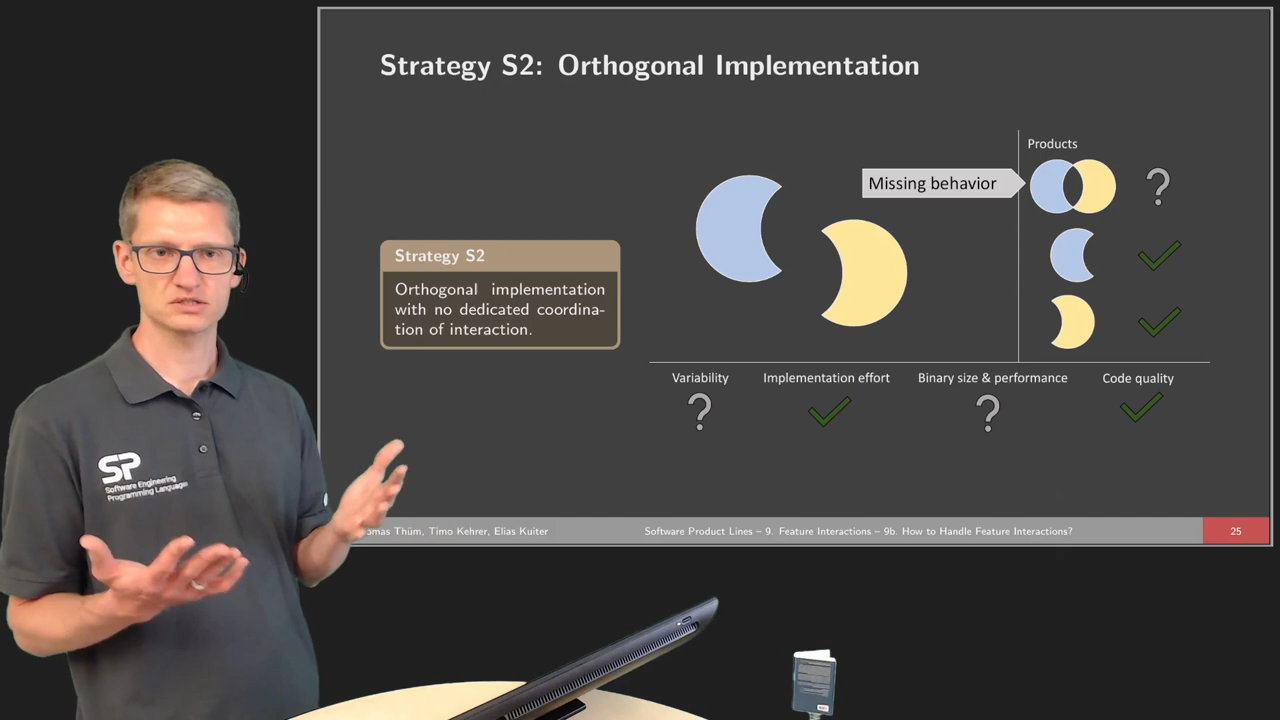 Strategy S2: Orthogonal Implementation
Products
Missing behavior
Strategy S2
Orthogonal implementation
with no dedicated coordina-
tion of interaction.
Variability
Implementation effort
Binary size & performance
Code quality
?
?
?
SP
Software Engineering
Programming Languages
omas Thüm, Timo Kehrer, Elias Kuiter
Software Product Lines – 9. Feature Interactions – 9b. How to Handle Feature Interactions?
25